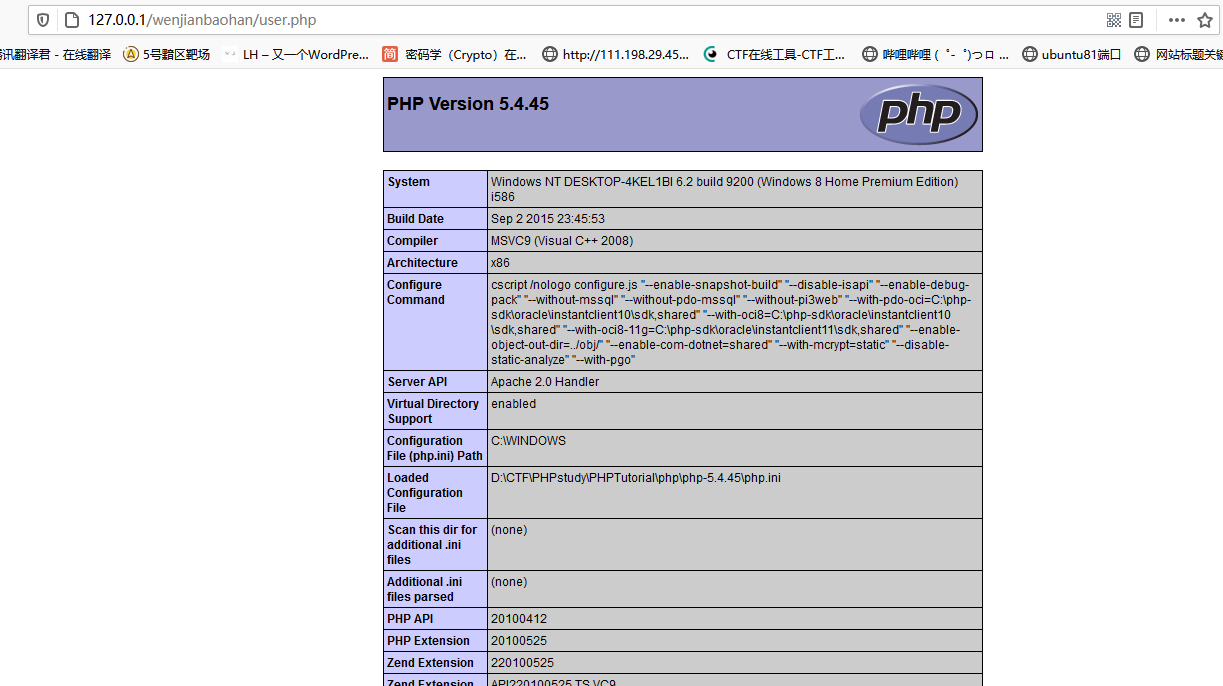 127.0.0.1/wenjianbaohan/user.php
讯翻译君 - 在线翻译 5号黯区靶场 LH – 又一个WordPre... 简 密码学（Crypto）在... http://111.198.29.45... CTF在线工具-CTF工... 哔哩哔哩 ( ゜- ゜)つロ ... ubuntu81端口 网站标题关键
PHP Version 5.4.45
php
System Windows NT DESKTOP-4KEL1BI 6.2 build 9200 (Windows 8 Home Premium Edition)
i586
Build Date Sep 2 2015 23:45:53
Compiler MSVC9 (Visual C++ 2008)
Architecture x86
Configure cscript /nologo configure.js "--enable-snapshot-build" "--disable-isapi" "--enable-debug-
Command pack" "--without-mssql" "--without-pdo-mssql" "--without-pi3web" "--with-pdo-oci=C:\php-
sdk\oracle\instantclient10\sdk,shared" "--with-oci8=C:\php-sdk\oracle\instantclient10
\sdk,shared" "--with-oci8-11g=C:\php-sdk\oracle\instantclient11\sdk,shared" "--enable-
object-out-dir=../obj/" "--enable-com-dotnet=shared" "--with-mcrypt=static" "--disable-
static-analyze" "--with-pgo"
Server API Apache 2.0 Handler
Virtual Directory enabled
Support
Configuration C:\WINDOWS
File (php.ini) Path
Loaded D:\CTF\PHPstudy\PHPTutorial\php\php-5.4.45\php.ini
Configuration
File
Scan this dir for (none)
additional .ini
files
Additional .ini (none)
files parsed
PHP API 20100412
PHP Extension 20100525
Zend Extension 220100525
Zend Extension API220100525,TS,VC9